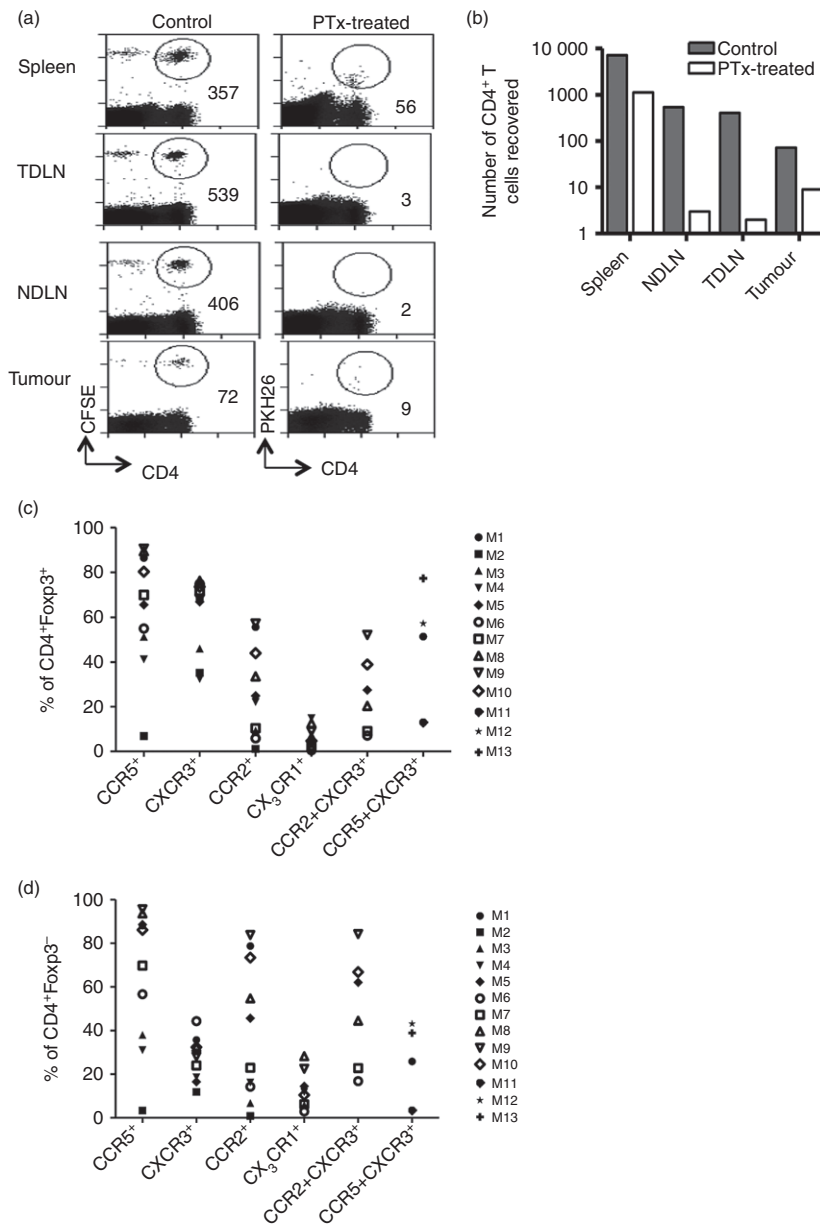 (a)
Control
PTx-treated
Spleen
357
56
TDLN
539
3
NDLN
406
2
Tumour
72
9
CFSE
CD4
PKH26
CD4
(b)
Number of CD4⁺ T
cells recovered
10 000
1000
100
10
1
Control
PTx-treated
Spleen
NDLN
TDLN
Tumour
(c)
% of CD4⁺Foxp3⁺
100
80
60
40
20
0
CCR5⁺
CXCR3⁺
CCR2⁺
CX₃CR1⁺
CCR2+CXCR3⁺
CCR5+CXCR3⁺
M1
M2
M3
M4
M5
M6
M7
M8
M9
M10
M11
M12
M13
(d)
% of CD4⁺Foxp3⁻
100
80
60
40
20
0
CCR5⁺
CXCR3⁺
CCR2⁺
CX₃CR1⁺
CCR2+CXCR3⁺
CCR5+CXCR3⁺
M1
M2
M3
M4
M5
M6
M7
M8
M9
M10
M11
M12
M13